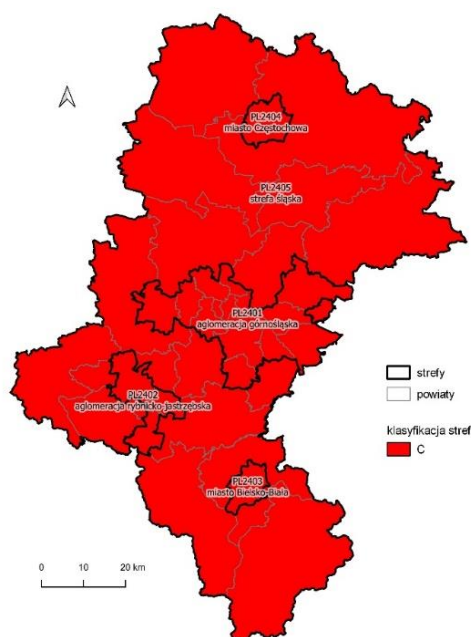 PL2404
miasto Częstochowa
PL2405
strefa śląska
PL2401
aglomeracja górnośląska
PL2402
aglomeracja rybnicko-jastrzębska
PL2403
miasto Bielsko-Biała
strefy
powiaty
klasyfikacja stref
C
0 10 20 km